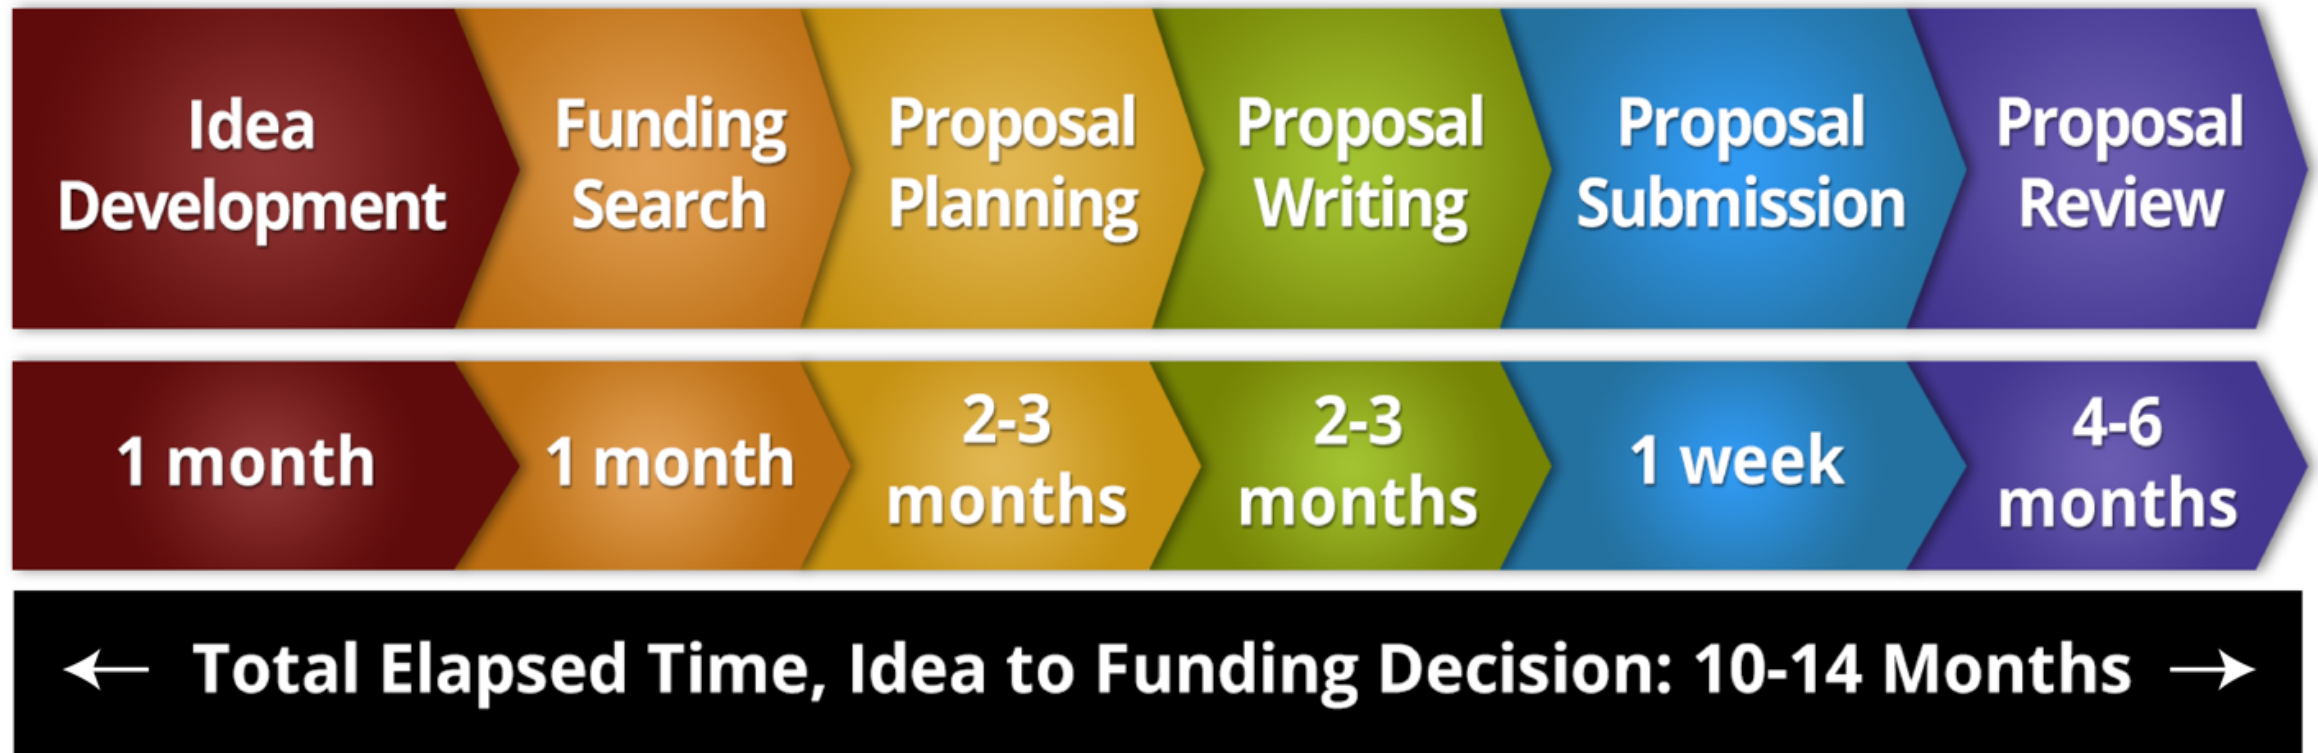 Idea
Development
Funding
Search
Proposal
Planning
Proposal
Writing
Proposal
Submission
Proposal
Review
1 month
1 month
2-3
months
2-3
months
1 week
4-6
months
← Total Elapsed Time, Idea to Funding Decision: 10-14 Months →